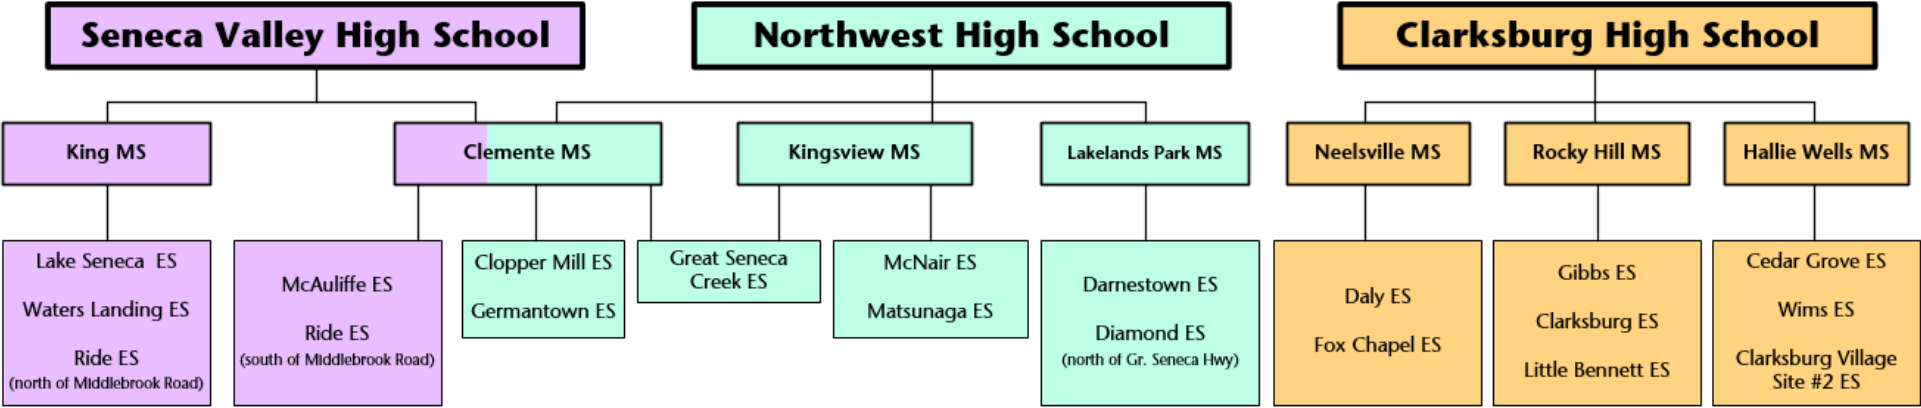 Seneca Valley High School
Northwest High School
Clarksburg High School
King MS
Clemente MS
Kingsview MS
Lakelands Park MS
Neelsville MS
Rocky Hill MS
Hallie Wells MS
Lake Seneca ES
Waters Landing ES
Ride ES
(north of Middlebrook Road)
McAuliffe ES
Ride ES
(south of Middlebrook Road)
Clopper Mill ES
Germantown ES
Great Seneca
Creek ES
McNair ES
Matsunaga ES
Darnestown ES
Diamond ES
(north of Gr. Seneca Hwy)
Daly ES
Fox Chapel ES
Gibbs ES
Clarksburg ES
Little Bennett ES
Cedar Grove ES
Wims ES
Clarksburg Village
Site #2 ES